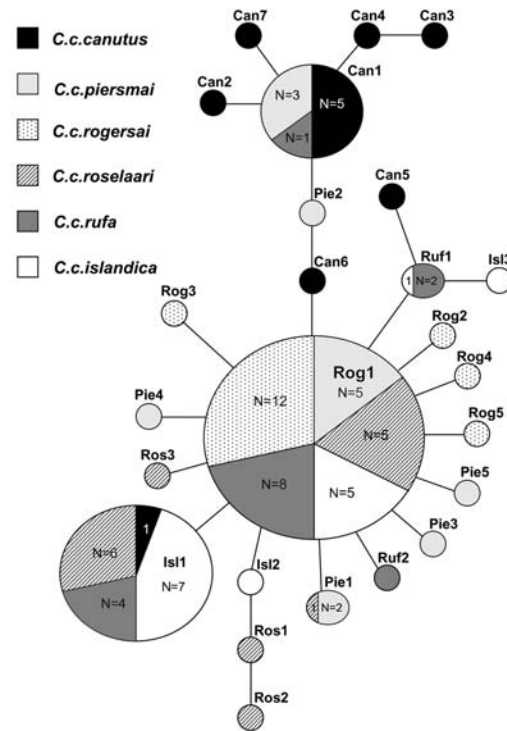 C.c.canutus
C.c.piersmai
C.c.rogersai
C.c.roselaari
C.c.rufa
C.c.islandica
Can7
Can4
Can3
Can2
Can1
N=3
N=5
N=1
Pie2
Can5
Can6
Ruf1
1
N=2
Isl3
Rog3
Rog2
Rog1
N=5
Rog4
N=12
Pie4
Rog5
N=5
Ros3
N=8
N=5
Pie5
Pie3
1
N=6
Isl1
N=7
N=4
Isl2
Pie1
1
N=2
Ruf2
Ros1
Ros2